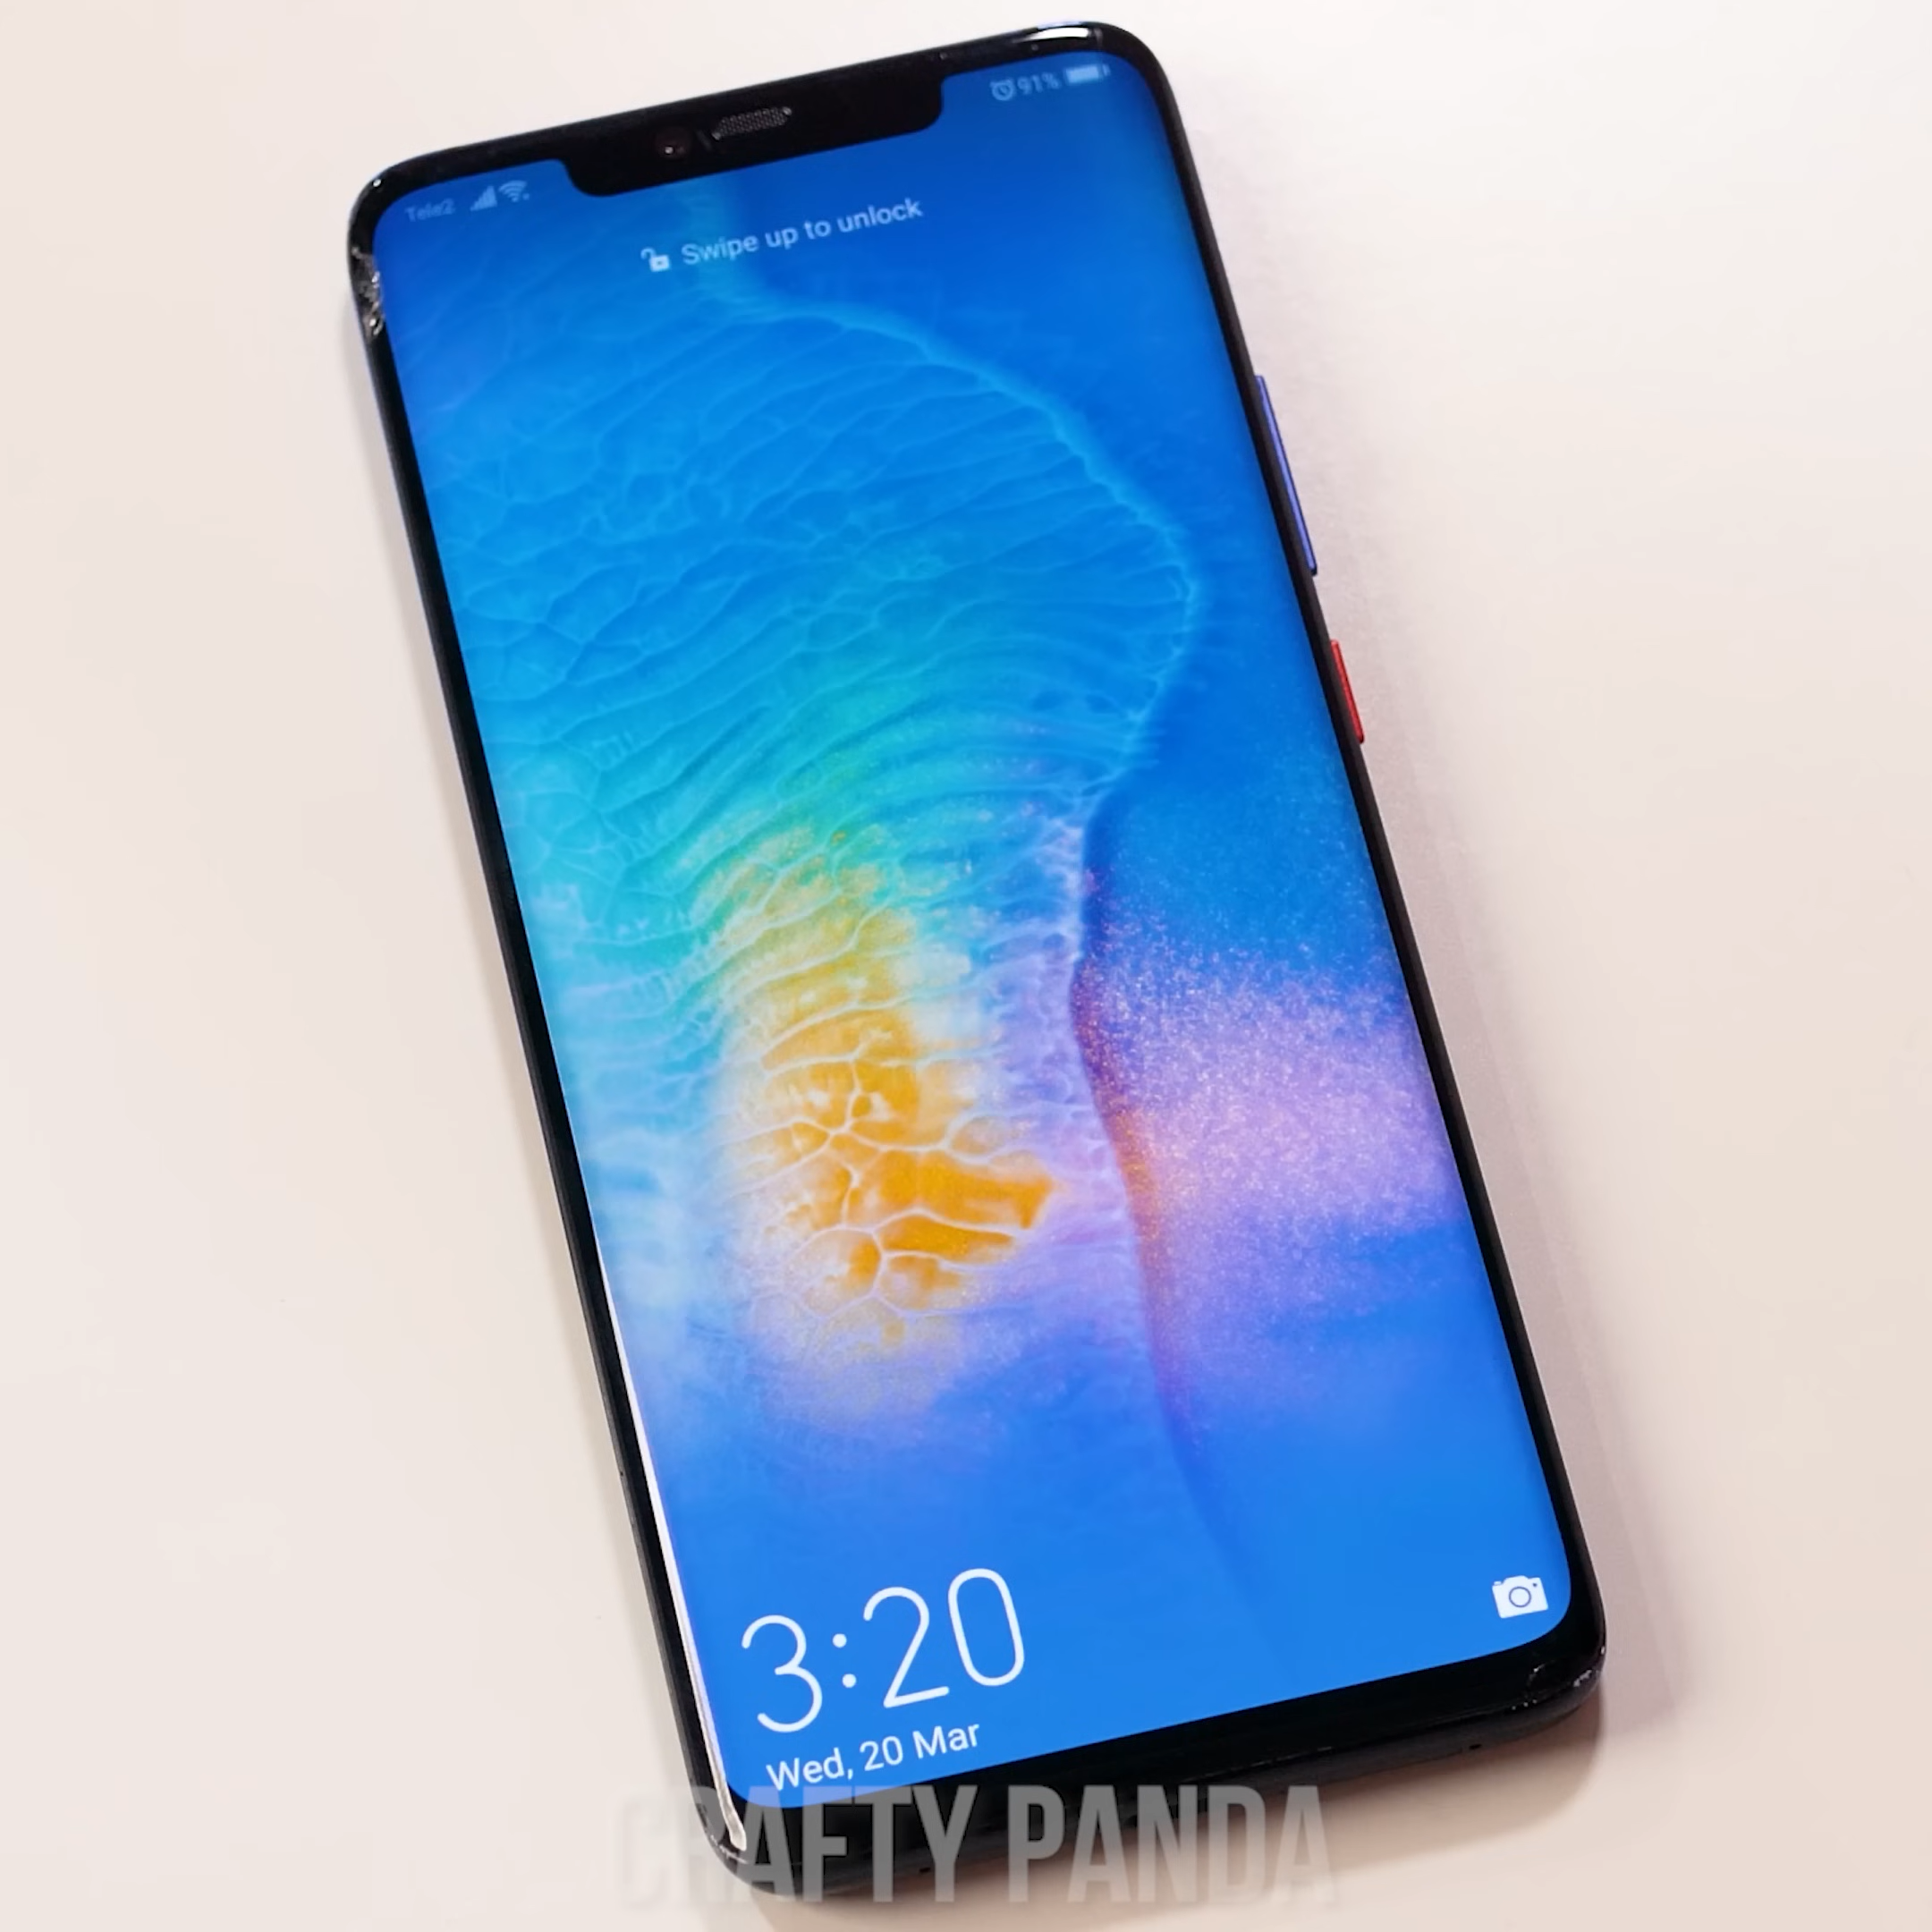 91%
Tele2
Swipe up to unlock
3:20
Wed, 20 Mar
CRAFTY PANDA